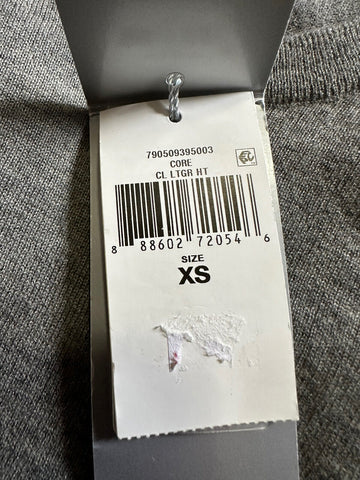 790509395003
CORE
CL LTGR HT
8 88602 72054 6
SIZE
XS